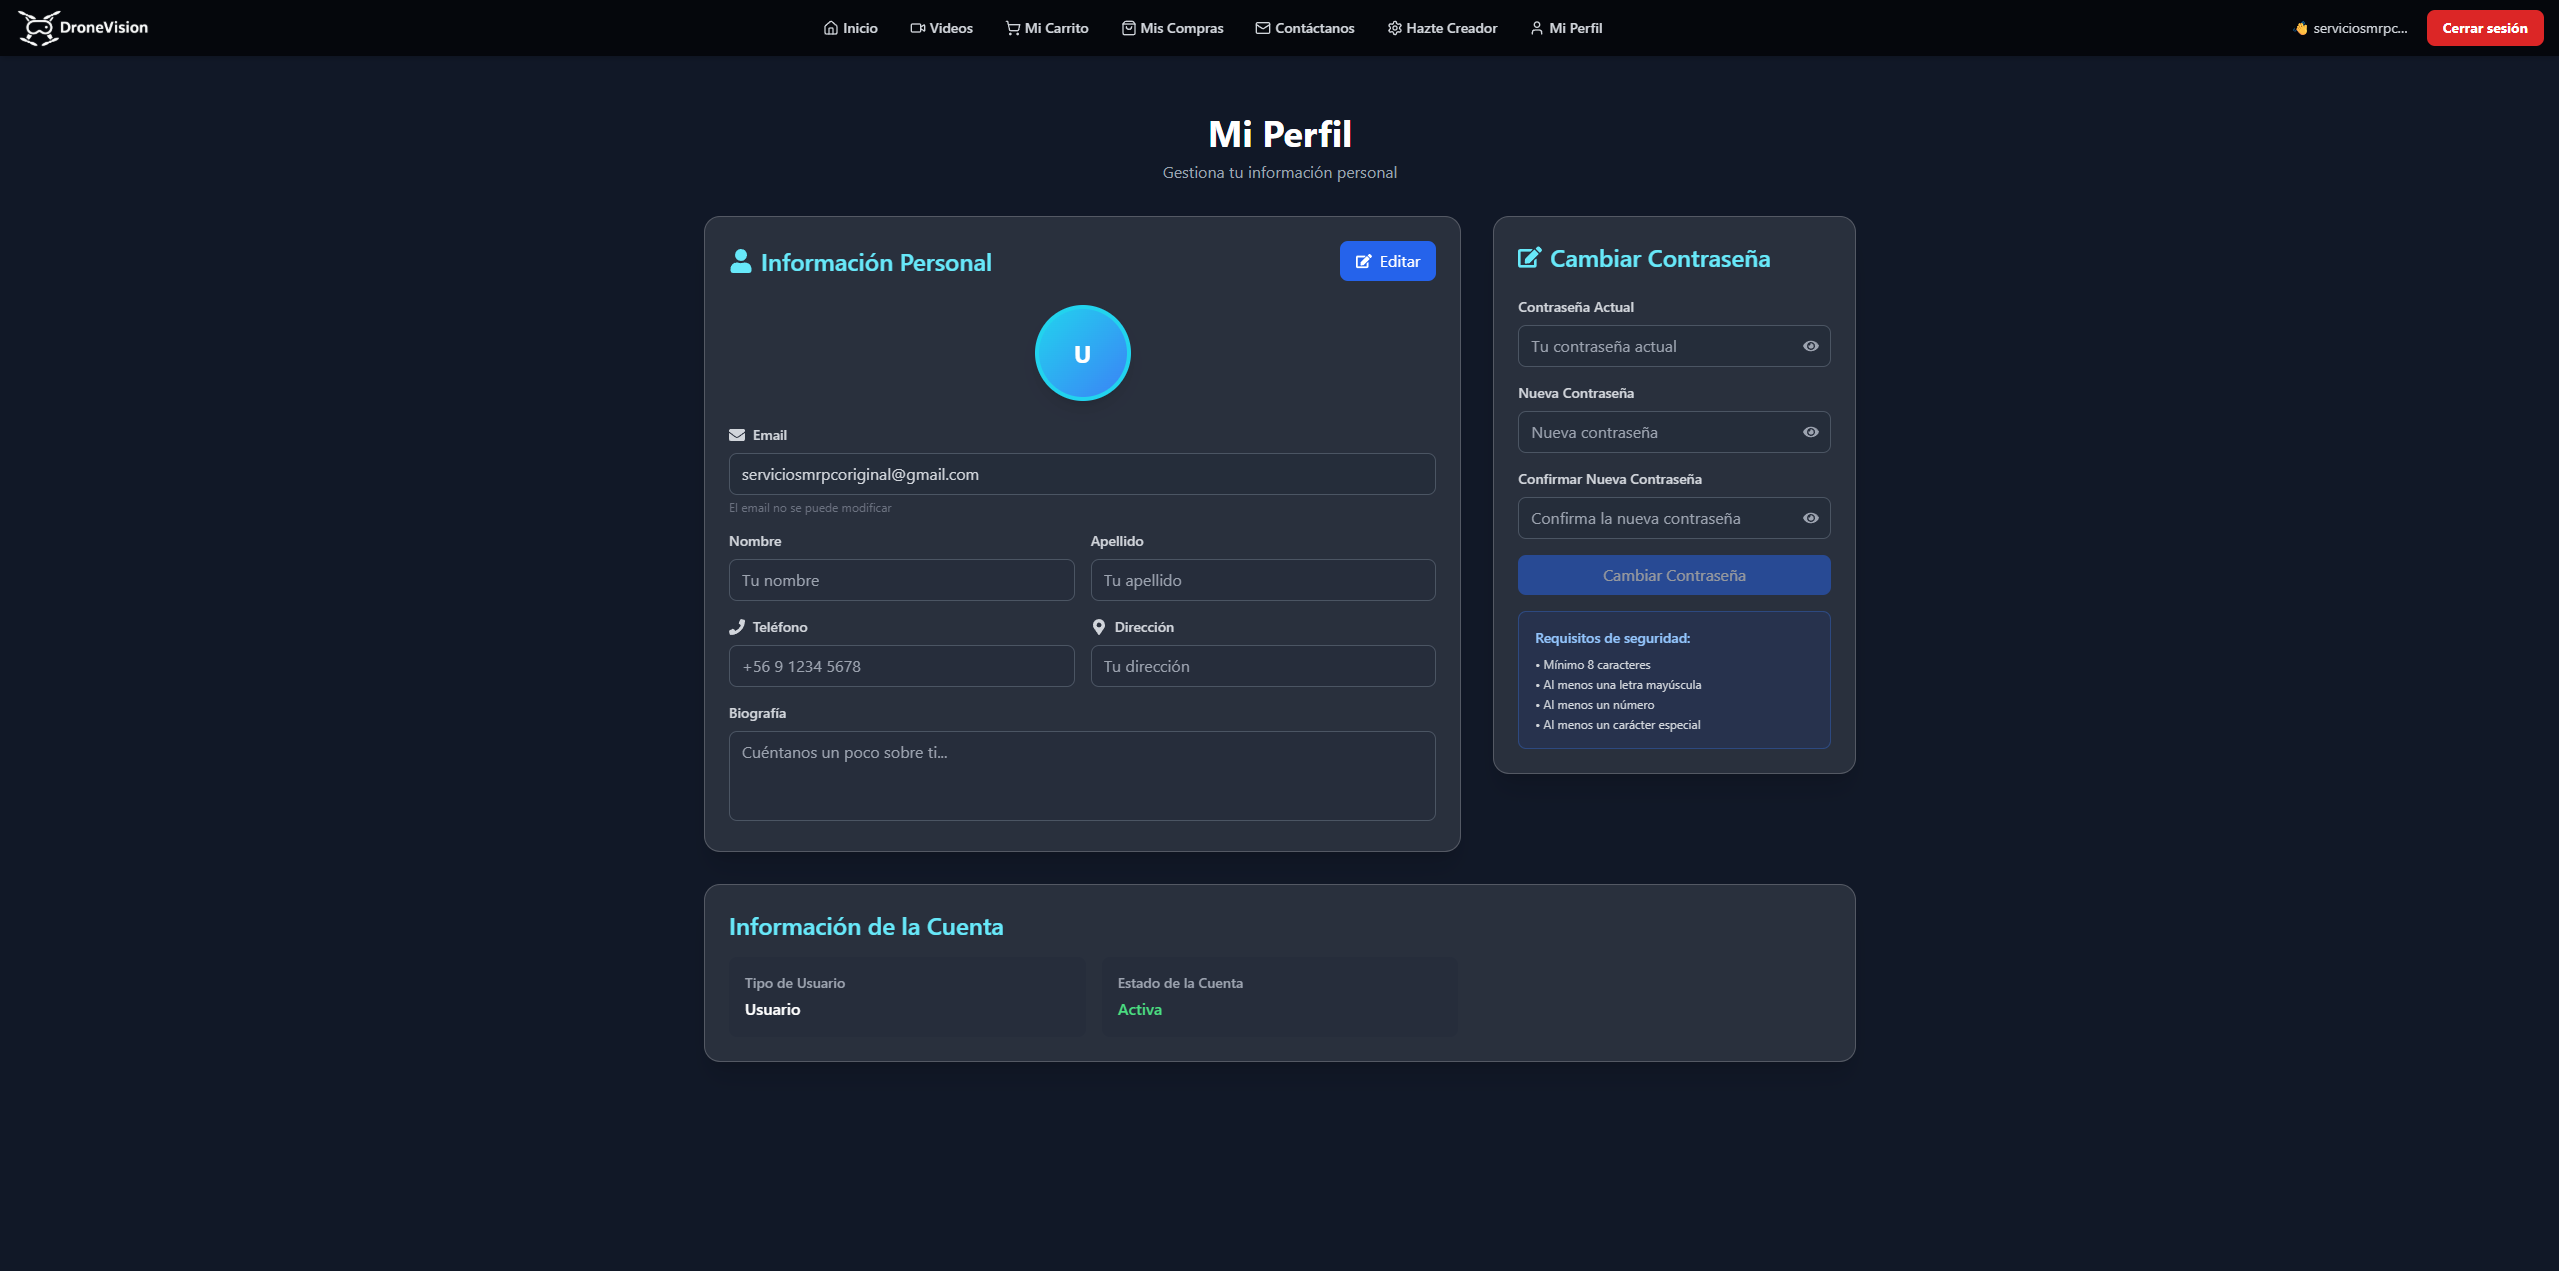 DroneVision
Inicio
Videos
Mi Carrito
Mis Compras
Contáctanos
Hazte Creador
Mi Perfil
👋 serviciosmrpc...
Cerrar sesión
Mi Perfil
Gestiona tu información personal
Información Personal
Editar
U
Email
serviciosmrpcoriginal@gmail.com
El email no se puede modificar
Nombre
Apellido
Tu nombre
Tu apellido
Teléfono
Dirección
+56 9 1234 5678
Tu dirección
Biografía
Cuéntanos un poco sobre ti...
Cambiar Contraseña
Contraseña Actual
Tu contraseña actual
Nueva Contraseña
Nueva contraseña
Confirmar Nueva Contraseña
Confirma la nueva contraseña
Cambiar Contraseña
Requisitos de seguridad:
• Mínimo 8 caracteres
• Al menos una letra mayúscula
• Al menos un número
• Al menos un carácter especial
Información de la Cuenta
Tipo de Usuario
Usuario
Estado de la Cuenta
Activa